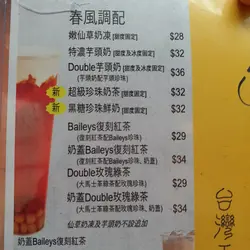 春風調配
嫩仙草奶凍[甜度固定] $28
特濃芋頭奶[甜度及冰度固定] $32
Double芋頭奶[甜度及冰度固定] $36
(芋頭奶配芋頭珍珠)
新 超級珍珠奶茶[甜度固定] $32
新 黑糖珍珠鮮奶[甜度固定] $32
Baileys復刻紅茶 $31
(復刻紅茶配Baileys珍珠)
奶蓋Baileys復刻紅茶 $34
(復刻紅茶配Baileys珍珠, 奶蓋)
Double玫瑰綠茶 $29
(大馬士革綠茶配玫瑰珍珠)
奶蓋Double玫瑰綠茶 $34
(大馬士革綠茶配玫瑰珍珠, 奶蓋)
仙草奶凍及芋頭奶不設追加
奶蓋Baileys復刻紅茶
台灣